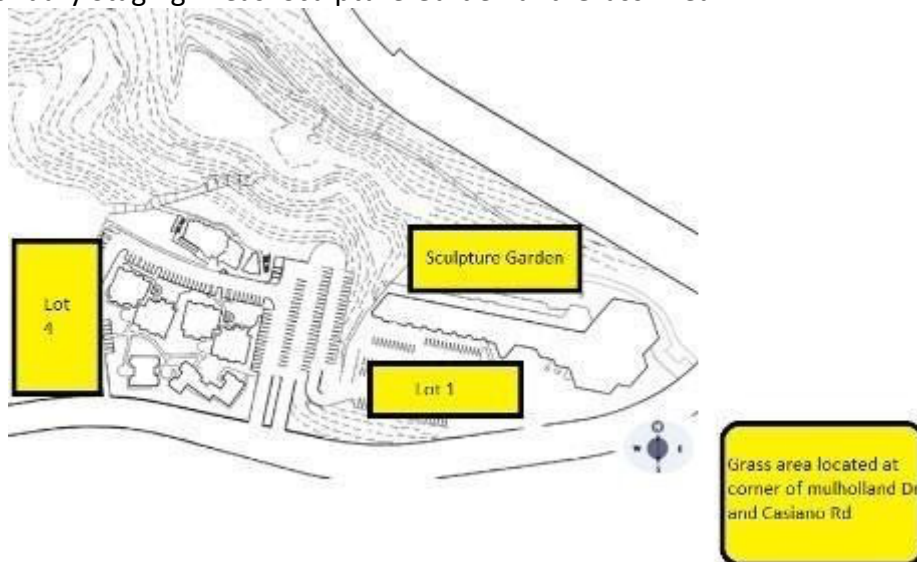 Sculpture Garden
Lot
4
Lot 1
N
W E
S
Grass area located at
corner of mulholland Dr
and Casiano Rd